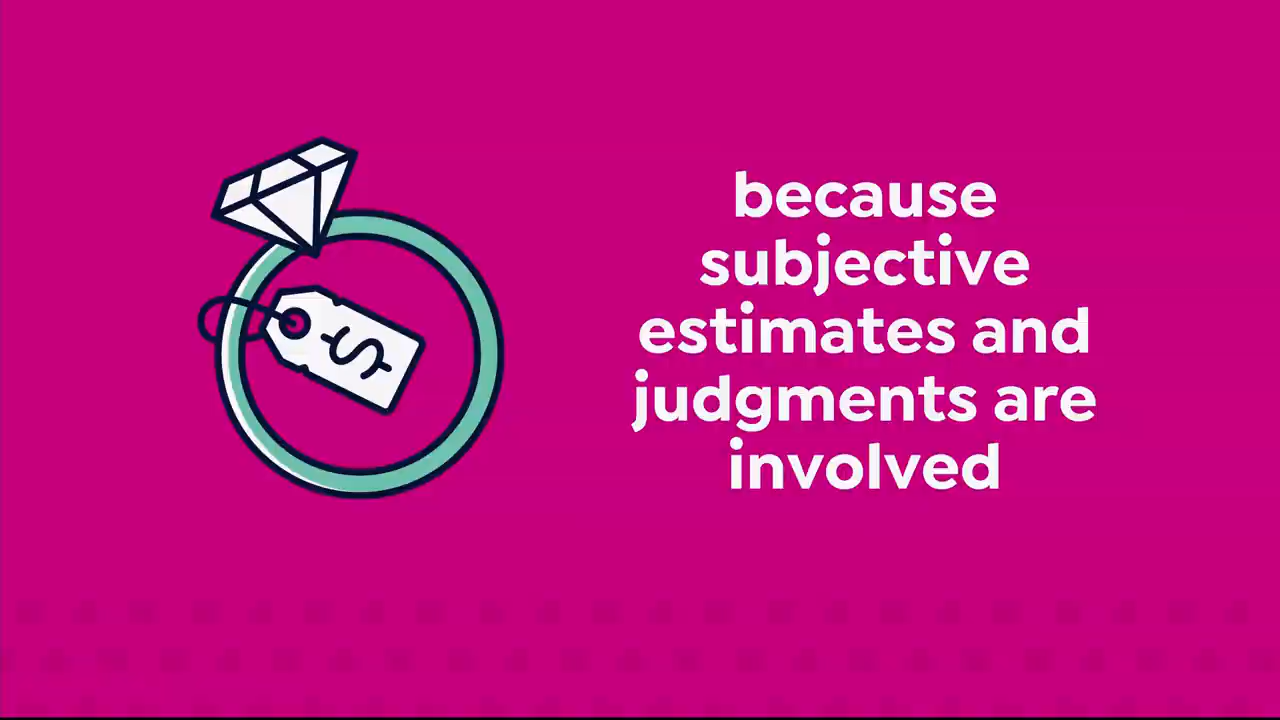 $
because
subjective
estimates and
judgments are
involved